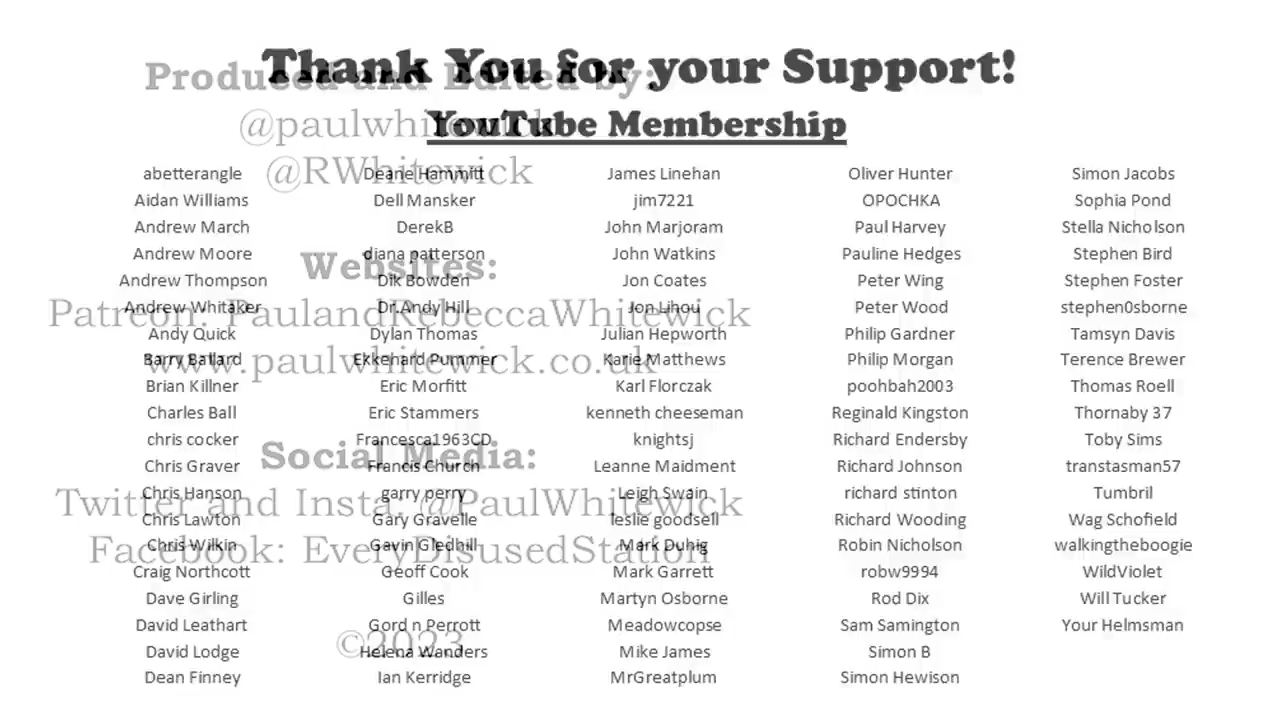 Thank You for your Support!
YouTube Membership
abetterangle
Aidan Williams
Andrew March
Andrew Moore
Andrew Thompson
Andrew Whitaker
Andy Quick
Barry Ballard
Brian Killner
Charles Ball
chris cocker
Chris Graver
Chris Hanson
Chris Lawton
Chris Wilkin
Craig Northcott
Dave Girling
David Leathart
David Lodge
Dean Finney
Deane Hammitt
Dell Mansker
DerekB
diana patterson
Dik Bowden
Dr.Andy Hill
Dylan Thomas
Ekkehard Pummer
Eric Morfitt
Eric Stammers
Francesca1963CD
Francis Church
garry perry
Gary Gravelle
Gavin Gledhill
Geoff Cook
Gilles
Gord n Perrott
Helena Wanders
Ian Kerridge
James Linehan
jim7221
John Marjoram
John Watkins
Jon Coates
Jon Lihou
Julian Hepworth
Karie Matthews
Karl Florczak
kenneth cheeseman
knightsj
Leanne Maidment
Leigh Swain
leslie goodsell
Mark Duhig
Mark Garrett
Martyn Osborne
Meadowcopse
Mike James
MrGreatplum
Oliver Hunter
OPOCHKA
Paul Harvey
Pauline Hedges
Peter Wing
Peter Wood
Philip Gardner
Philip Morgan
poohbah2003
Reginald Kingston
Richard Endersby
Richard Johnson
richard stinton
Richard Wooding
Robin Nicholson
robw9994
Rod Dix
Sam Samington
Simon B
Simon Hewison
Simon Jacobs
Sophia Pond
Stella Nicholson
Stephen Bird
Stephen Foster
stephen0sborne
Tamsyn Davis
Terence Brewer
Thomas Roell
Thornaby 37
Toby Sims
transtasman57
Tumbril
Wag Schofield
walkingtheboogie
WildViolet
Will Tucker
Your Helmsman
Produced and Edited by:
@paulwhitewick
@RWhitewick
Websites:
Patreon: PaulandRebeccaWhitewick
www.paulwhitewick.co.uk
Social Media:
Twitter and Insta: @PaulWhitewick
Facebook: EveryDisusedStation
©2023